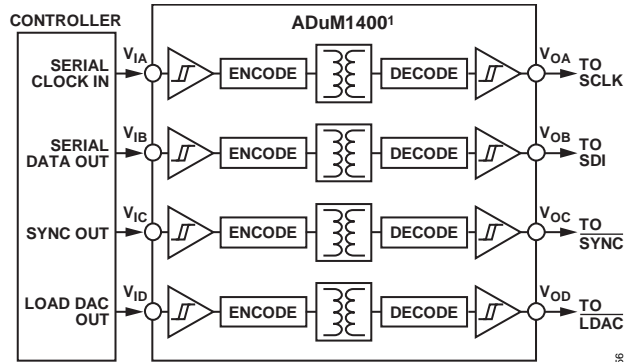 CONTROLLER
ADuM1400¹
SERIAL
CLOCK IN
V_IA
ENCODE
DECODE
V_OA
TO
SCLK
SERIAL
DATA OUT
V_IB
ENCODE
DECODE
V_OB
TO
SDI
SYNC OUT
V_IC
ENCODE
DECODE
V_OC
TO
SYNC
LOAD DAC
OUT
V_ID
ENCODE
DECODE
V_OD
TO
LDAC